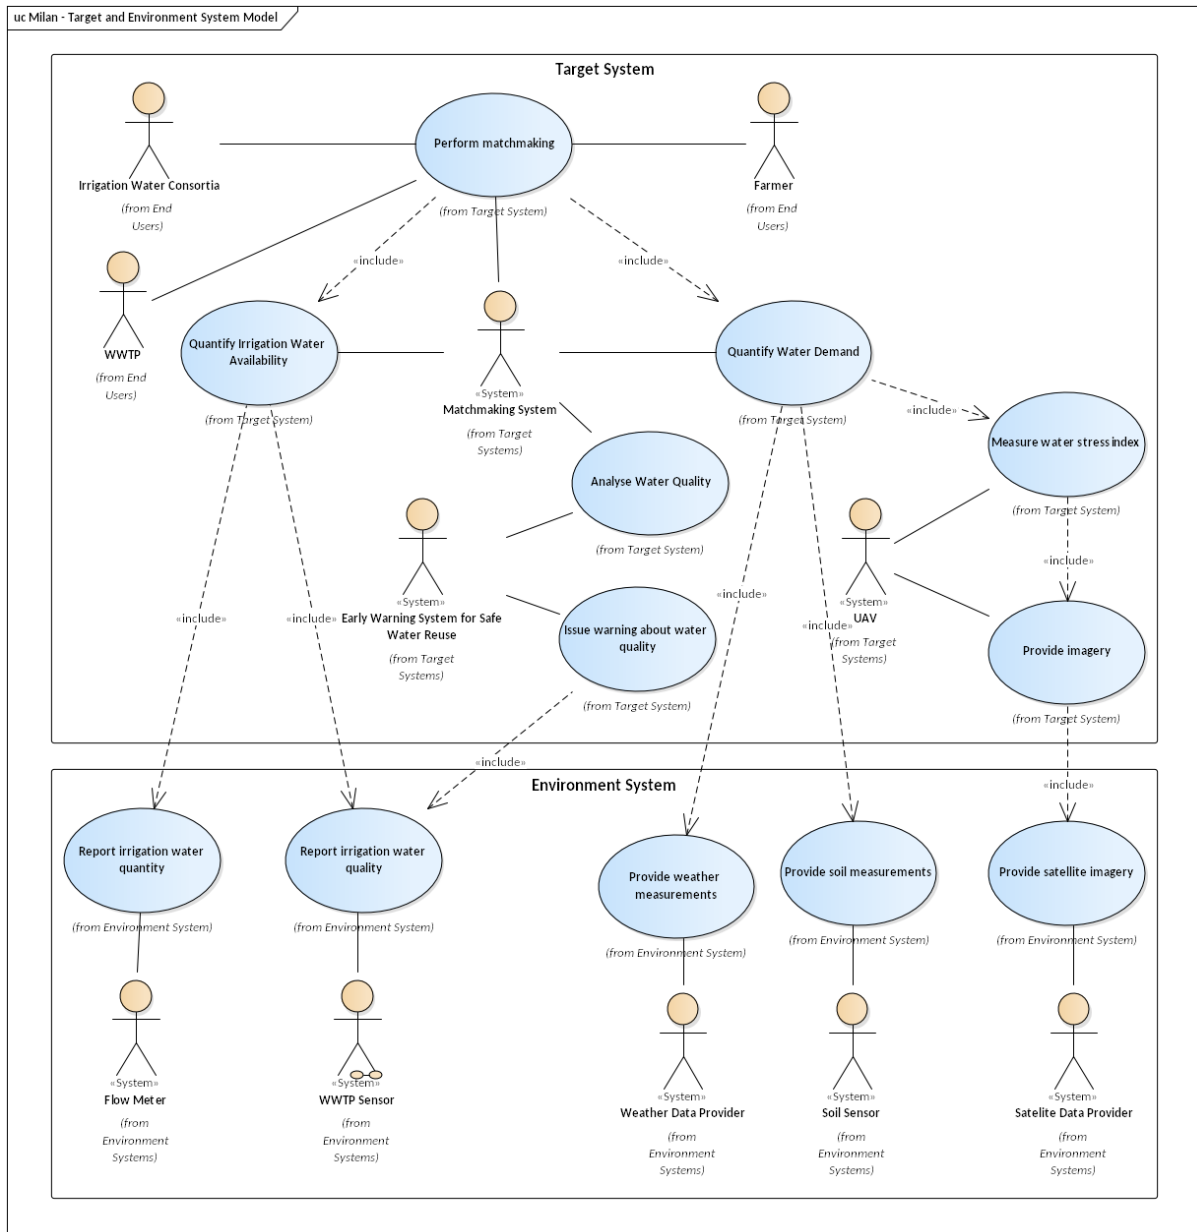 uc Milan - Target and Environment System Model
Target System
Perform matchmaking
(from Target System)
Irrigation Water Consortia
(from End
Users)
Farmer
(from End
Users)
«include»
«include»
WWTP
(from End
Users)
Quantify Irrigation Water
Availability
(from Target System)
«System»
Matchmaking System
(from Target
Systems)
Quantify Water Demand
(from Target System)
«include»
Measure water stress index
(from Target System)
Analyse Water Quality
(from Target System)
«include»
«System»
Early Warning System for Safe
Water Reuse
(from Target
Systems)
Issue warning about water
quality
(from Target System)
«System»
UAV
(from Target
Systems)
Provide imagery
(from Target System)
«include»
«include»
«include»
«include»
«include»
«include»
Environment System
Report irrigation water
quantity
(from Environment System)
Report irrigation water
quality
(from Environment System)
Provide weather
measurements
(from Environment System)
Provide soil measurements
(from Environment System)
Provide satellite imagery
(from Environment System)
«System»
Flow Meter
(from
Environment
Systems)
«System»
WWTP Sensor
(from
Environment
Systems)
«System»
Weather Data Provider
(from
Environment
Systems)
«System»
Soil Sensor
(from
Environment
Systems)
«System»
Satelite Data Provider
(from
Environment
Systems)